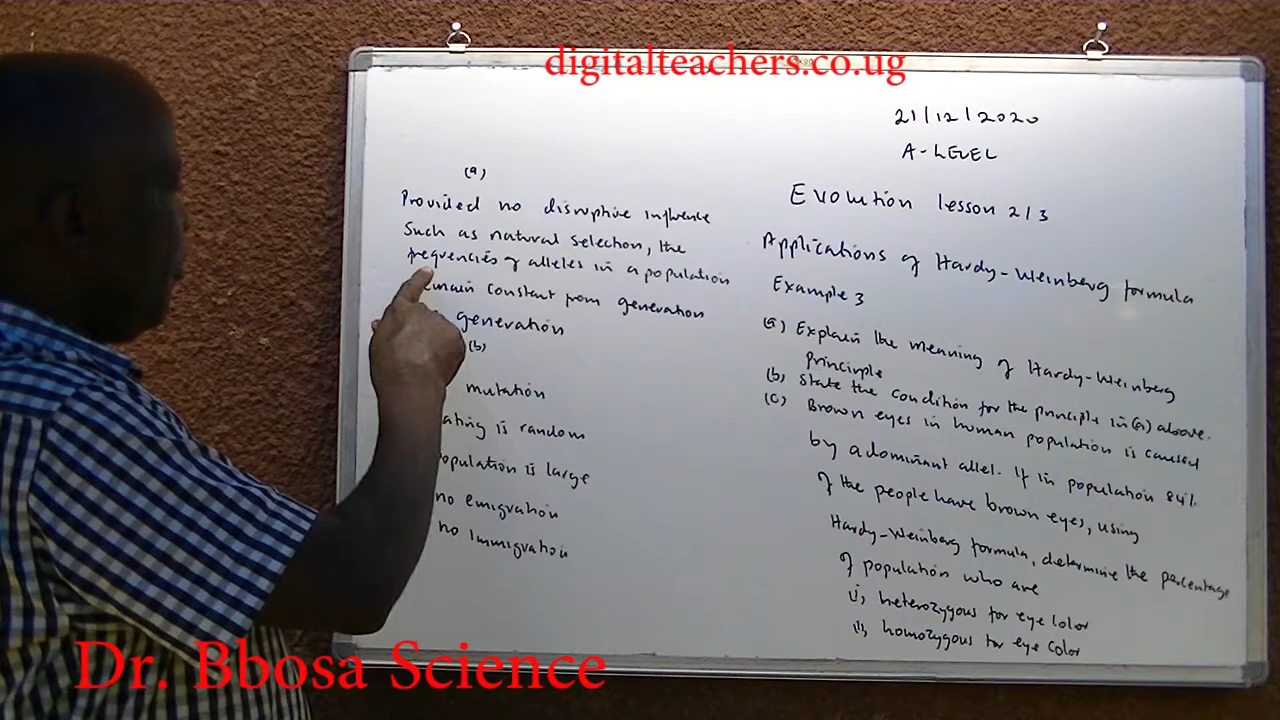 digitalteachers.co.ug
21/12/2020
A-LEVEL
Evolution lesson 2/3
Applications of Hardy-Weinberg formula
Example 3
(a) Explain the meaning of Hardy-Weinberg
Principle
(b) State the condition for the principle in (a) above.
(c) Brown eyes in human population is caused
by a dominant allel. If in population 84%
of the people have brown eyes, using
Hardy-Weinberg formula, determine the percentage
of population who are
i, heterozygous for eye color
ii, homozygous for eye color
(a)
Provided no disruptive influence
Such as natural selection, the
frequencies of alleles in a population
remain constant from generation
generation
(b)
mutation
ating is random
opulation is large
no emigration
no immigration
Dr. Bbosa Science